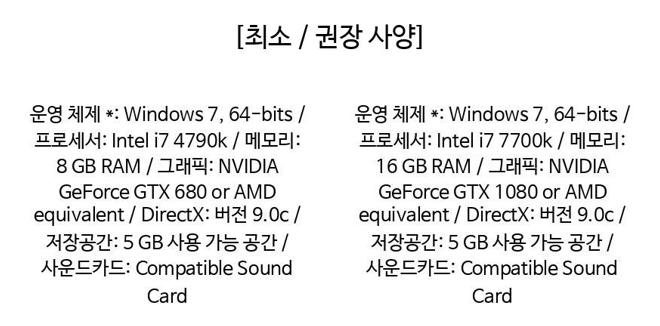 [최소 / 권장 사양]
운영 체제 *: Windows 7, 64-bits /
프로세서: Intel i7 4790k / 메모리:
8 GB RAM / 그래픽: NVIDIA
GeForce GTX 680 or AMD
equivalent / DirectX: 버전 9.0c /
저장공간: 5 GB 사용 가능 공간 /
사운드카드: Compatible Sound
Card
운영 체제 *: Windows 7, 64-bits /
프로세서: Intel i7 7700k / 메모리:
16 GB RAM / 그래픽: NVIDIA
GeForce GTX 1080 or AMD
equivalent / DirectX: 버전 9.0c /
저장공간: 5 GB 사용 가능 공간 /
사운드카드: Compatible Sound
Card